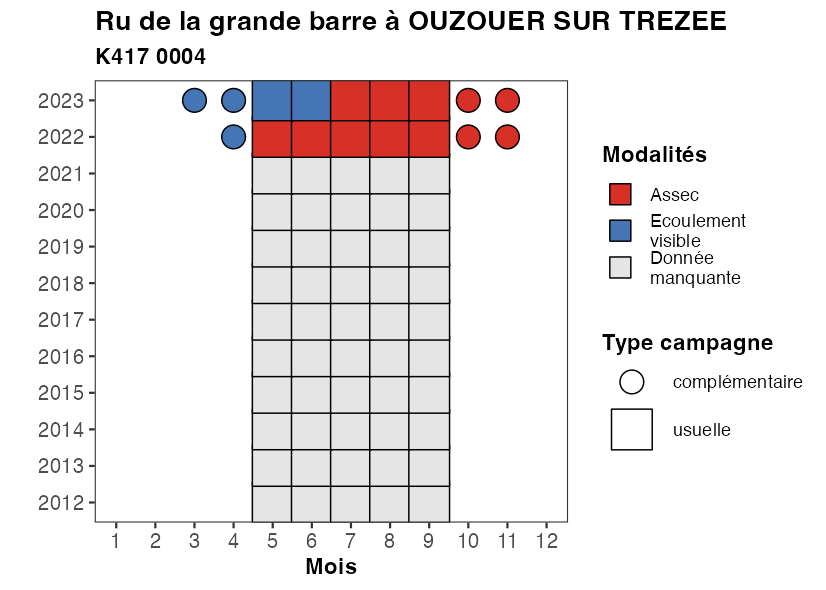 Ru de la grande barre à OUZOUER SUR TREZEE
K417 0004
2023
2022
2021
2020
2019
2018
2017
2016
2015
2014
2013
2012
1 2 3 4 5 6 7 8 9 10 11 12
Mois
Modalités
Assec
Ecoulement
visible
Donnée
manquante
Type campagne
complémentaire
usuelle